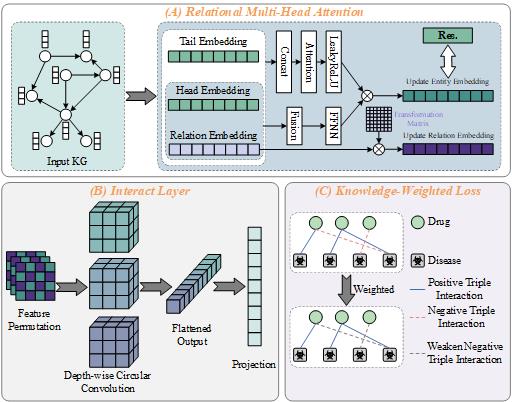 (A) Relational Multi-Head Attention
Tail Embedding
Head Embedding
Relation Embedding
Concat
Attention
LeakyReLU
Fusion
FFNN
Res.
Update Entity Embedding
Transformation
Matrix
Update Relation Embedding
Input KG
(B) Interact Layer
Feature
Permutation
Depth-wise Circular
Convolution
Flattened
Output
Projection
(C) Knowledge-Weighted Loss
Drug
Disease
Weighted
Positive Triple
Interaction
Negative Triple
Interaction
Weaken Negative
Triple Interaction